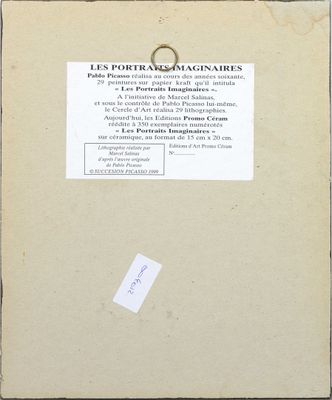 LES PORTRAITS IMAGINAIRES
Pablo Picasso réalisa au cours des années soixante,
29 peintures sur papier kraft qu'il intitula
« Les Portraits Imaginaires ».
A l'initiative de Marcel Salinas,
et sous le contrôle de Pablo Picasso lui-même,
le Cercle d'Art réalisa 29 lithographies.
Aujourd'hui, les Editions Promo Céram
réédite à 350 exemplaires numérotés
« Les Portraits Imaginaires »
sur céramique, au format de 15 cm x 20 cm.
Lithographie réalisée par
Marcel Salinas
d'après l'œuvre originale
de Pablo Picasso
© SUCCESION PICASSO 1999
Editions d'Art Promo Céram
N°